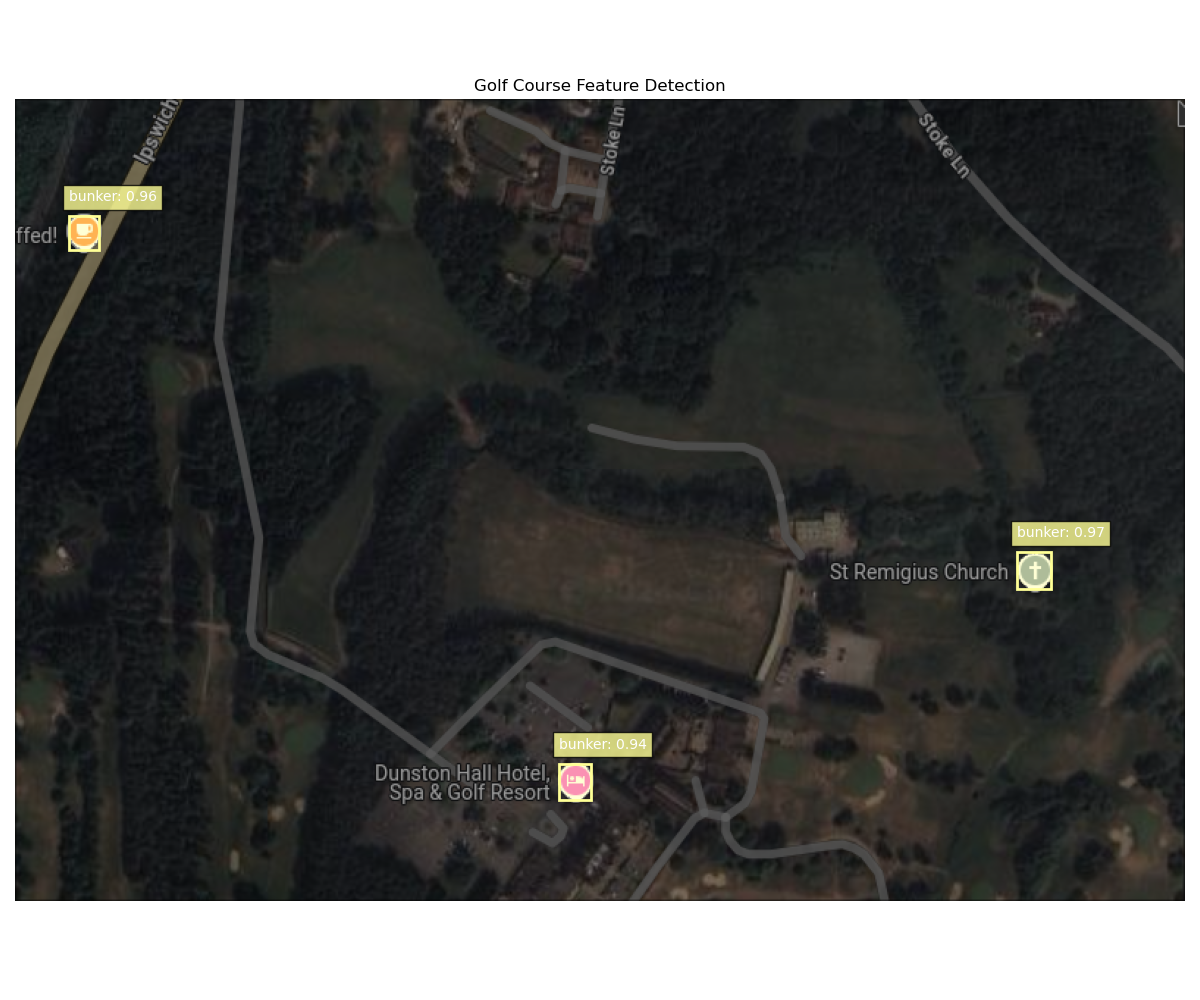 Golf Course Feature Detection
Ipswich
Stoke Ln
Stoke Ln
bunker: 0.96
ffed!
bunker: 0.97
St Remigius Church
bunker: 0.94
Dunston Hall Hotel,
Spa & Golf Resort